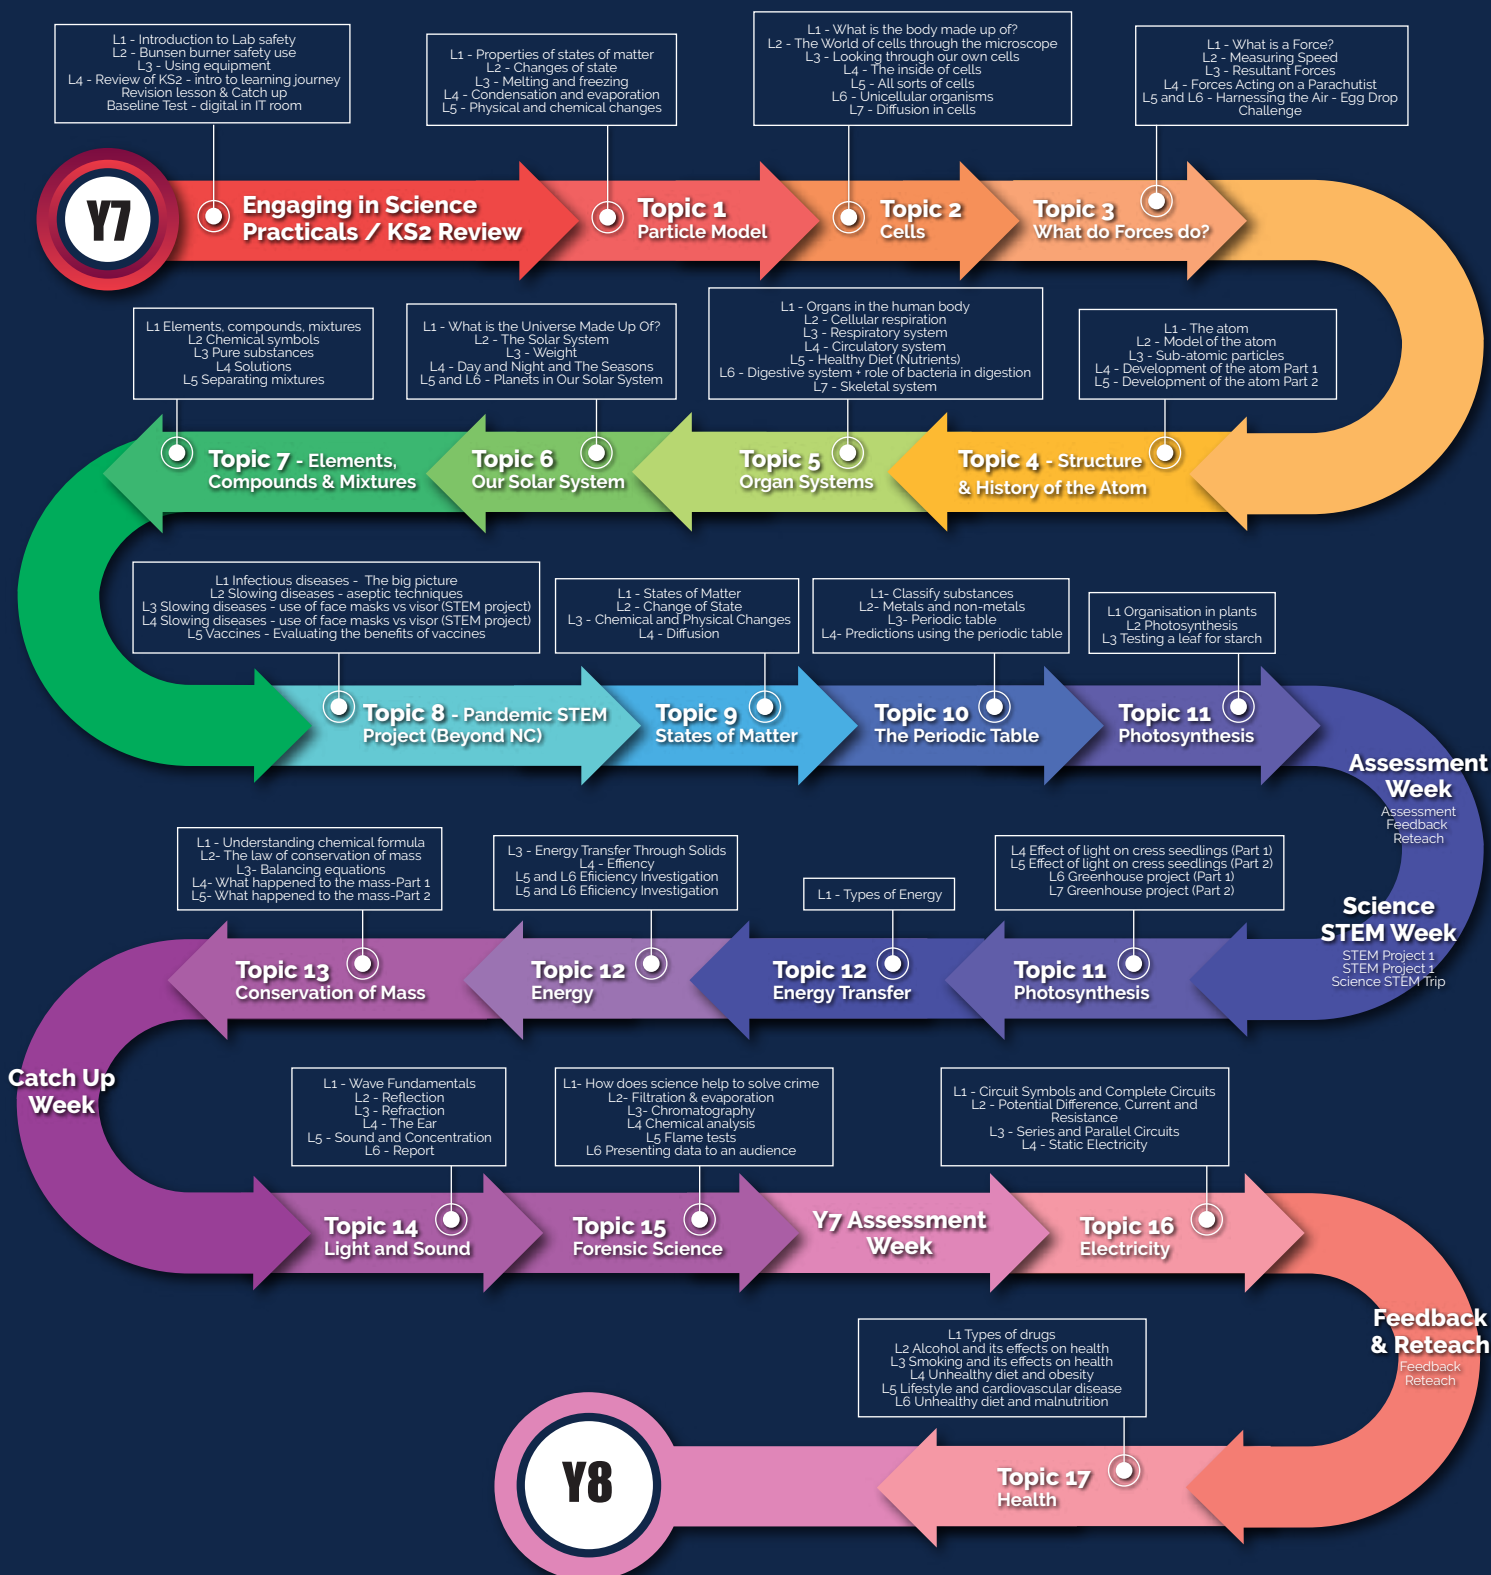 L1 - Introduction to Lab safety
L2 - Bunsen burner safety use
L3 - Using equipment
L4 - Review of KS2 - intro to learning journey
Revision lesson & Catch up
Baseline Test - digital in IT room
L1 - Properties of states of matter
L2 - Changes of state
L3 - Melting and freezing
L4 - Condensation and evaporation
L5 - Physical and chemical changes
L1 - What is the body made up of?
L2 - The World of cells through the microscope
L3 - Looking through our own cells
L4 - The inside of cells
L5 - All sorts of cells
L6 - Unicellular organisms
L7 - Diffusion in cells
L1 - What is a Force?
L2 - Measuring Speed
L3 - Resultant Forces
L4 - Forces Acting on a Parachutist
L5 and L6 - Harnessing the Air - Egg Drop
Challenge
Y7
Engaging in Science
Practicals / KS2 Review
Topic 1
Particle Model
Topic 2
Cells
Topic 3
What do Forces do?
L1 Elements, compounds, mixtures
L2 Chemical symbols
L3 Pure substances
L4 Solutions
L5 Separating mixtures
L1 - What is the Universe Made Up Of?
L2 - The Solar System
L3 - Weight
L4 - Day and Night and The Seasons
L5 and L6 - Planets in Our Solar System
L1 - Organs in the human body
L2 - Cellular respiration
L3 - Respiratory system
L4 - Circulatory system
L5 - Healthy Diet (Nutrients)
L6 - Digestive system + role of bacteria in digestion
L7 - Skeletal system
L1 - The atom
L2 - Model of the atom
L3 - Sub-atomic particles
L4 - Development of the atom Part 1
L5 - Development of the atom Part 2
Topic 7 - Elements,
Compounds & Mixtures
Topic 6
Our Solar System
Topic 5
Organ Systems
Topic 4 - Structure
& History of the Atom
L1 Infectious diseases - The big picture
L2 Slowing diseases - aseptic techniques
L3 Slowing diseases - use of face masks vs visor (STEM project)
L4 Slowing diseases - use of face masks vs visor (STEM project)
L5 Vaccines - Evaluating the benefits of vaccines
L1 - States of Matter
L2 - Change of State
L3 - Chemical and Physical Changes
L4 - Diffusion
L1- Classify substances
L2- Metals and non-metals
L3- Periodic table
L4- Predictions using the periodic table
L1 Organisation in plants
L2 Photosynthesis
L3 Testing a leaf for starch
Topic 8 - Pandemic STEM
Project (Beyond NC)
Topic 9
States of Matter
Topic 10
The Periodic Table
Topic 11
Photosynthesis
Assessment
Week
Assessment
Feedback
Reteach
L1 - Understanding chemical formula
L2- The law of conservation of mass
L3- Balancing equations
L4- What happened to the mass-Part 1
L5- What happened to the mass-Part 2
L3 - Energy Transfer Through Solids
L4 - Effiency
L5 and L6 Efficiency Investigation
L5 and L6 Efiiciency Investigation
L1 - Types of Energy
L4 Effect of light on cress seedlings (Part 1)
L5 Effect of light on cress seedlings (Part 2)
L6 Greenhouse project (Part 1)
L7 Greenhouse project (Part 2)
Science
STEM Week
STEM Project 1
STEM Project 1
Science STEM Trip
Topic 13
Conservation of Mass
Topic 12
Energy
Topic 12
Energy Transfer
Topic 11
Photosynthesis
Catch Up
Week
L1 - Wave Fundamentals
L2 - Reflection
L3 - Refraction
L4 - The Ear
L5 - Sound and Concentration
L6 - Report
L1- How does science help to solve crime
L2- Filtration & evaporation
L3- Chromatography
L4 Chemical analysis
L5 Flame tests
L6 Presenting data to an audience
L1 - Circuit Symbols and Complete Circuits
L2 - Potential Difference, Current and
Resistance
L3 - Series and Parallel Circuits
L4 - Static Electricity
Topic 14
Light and Sound
Topic 15
Forensic Science
Y7 Assessment
Week
Topic 16
Electricity
Feedback
& Reteach
Feedback
Reteach
L1 Types of drugs
L2 Alcohol and its effects on health
L3 Smoking and its effects on health
L4 Unhealthy diet and obesity
L5 Lifestyle and cardiovascular disease
L6 Unhealthy diet and malnutrition
Y8
Topic 17
Health